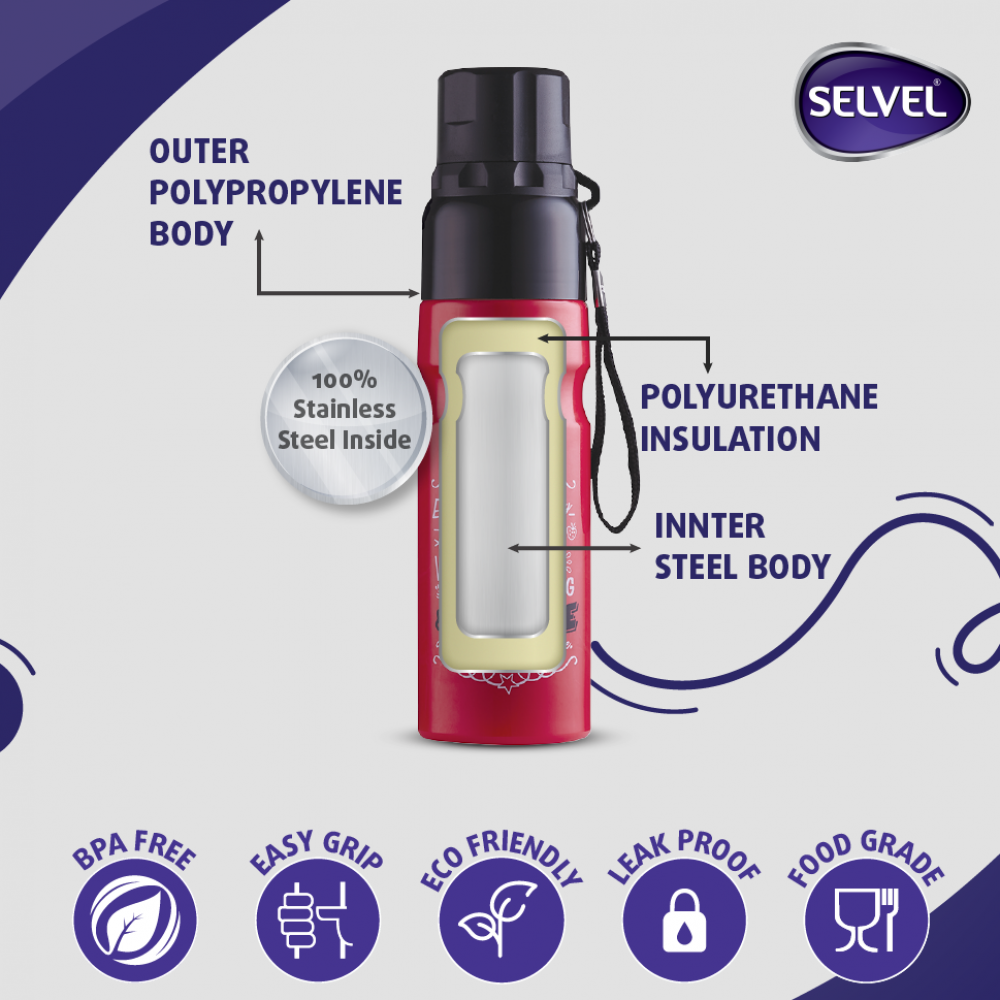 SELVEL®
OUTER
POLYPROPYLENE
BODY
100%
Stainless
Steel Inside
POLYURETHANE
INSULATION
INNTER
STEEL BODY
BPA FREE
EASY GRIP
ECO FRIENDLY
LEAK PROOF
FOOD GRADE